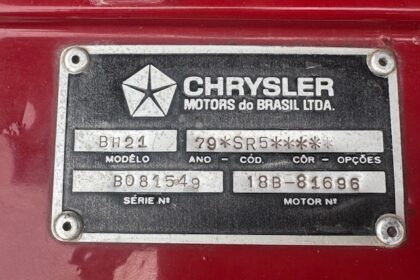 CHRYSLER
MOTORS do BRASIL LTDA.
BH21 79*SR5*****
MODÊLO ANO - CÓD. CÔR - OPÇÕES
B081549 18B-81696
SÉRIE Nº MOTOR Nº